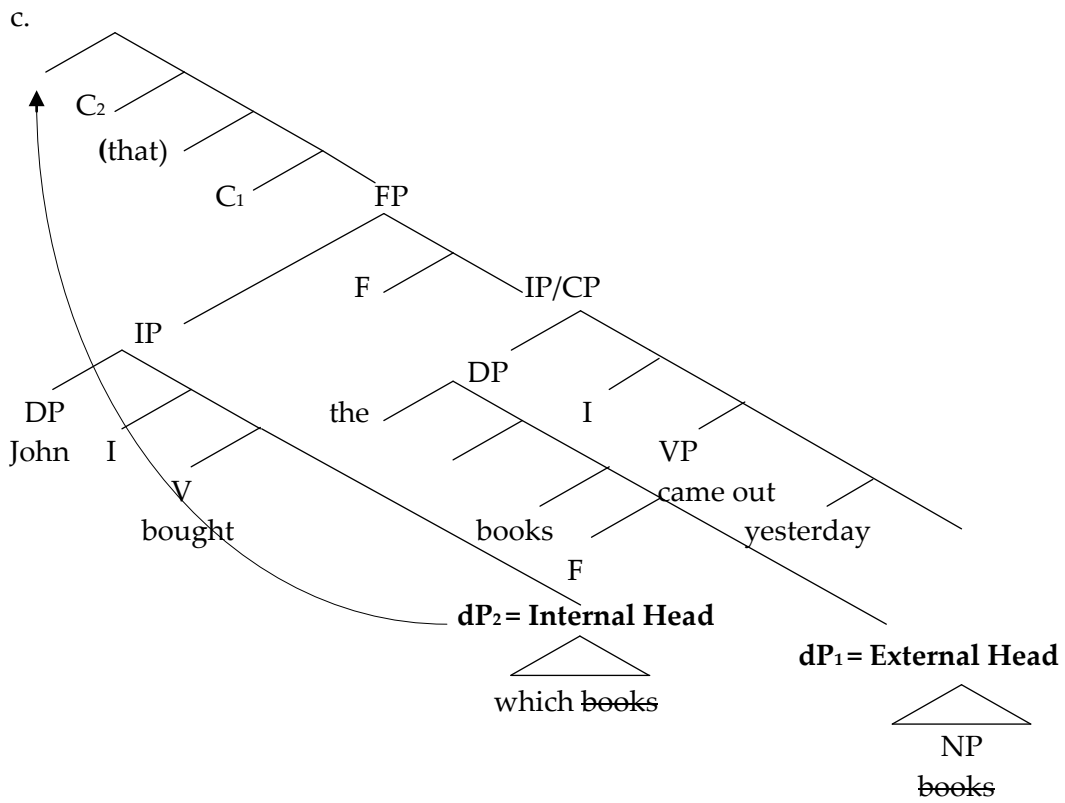 c.
C₂
(that)
C₁
FP
F IP/CP
IP
DP
DP the I
John I VP
V came out
bought books yesterday
F
dP₂= Internal Head
dP₁= External Head
which books
NP
books